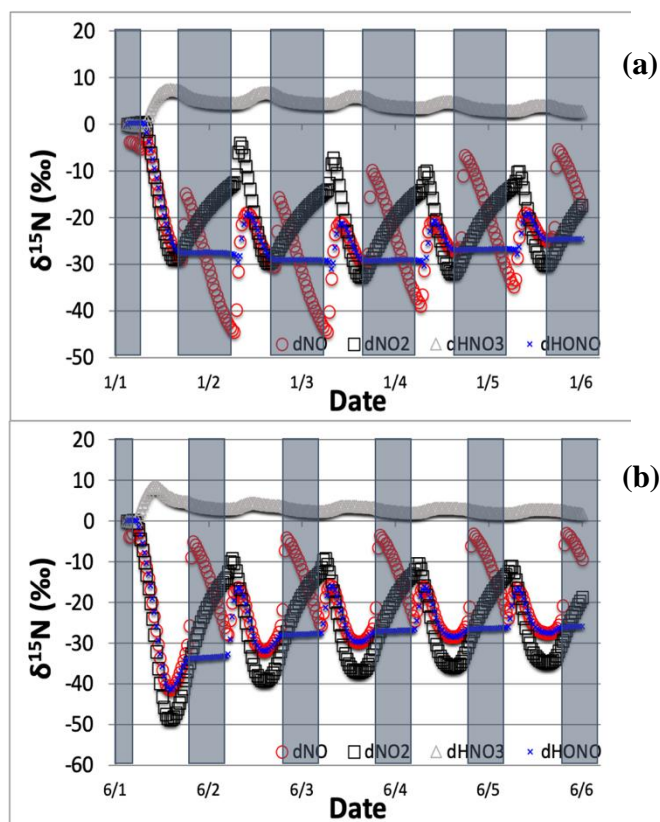 (a)
20
10
0
-10
-20
-30
-40
-50
δ¹⁵N (‰)
dNO dNO2 dHNO3 dHONO
1/1 1/2 1/3 1/4 1/5 1/6
Date
(b)
20
10
0
-10
-20
-30
-40
-50
-60
δ¹⁵N (‰)
dNO dNO2 dHNO3 dHONO
6/1 6/2 6/3 6/4 6/5 6/6
Date